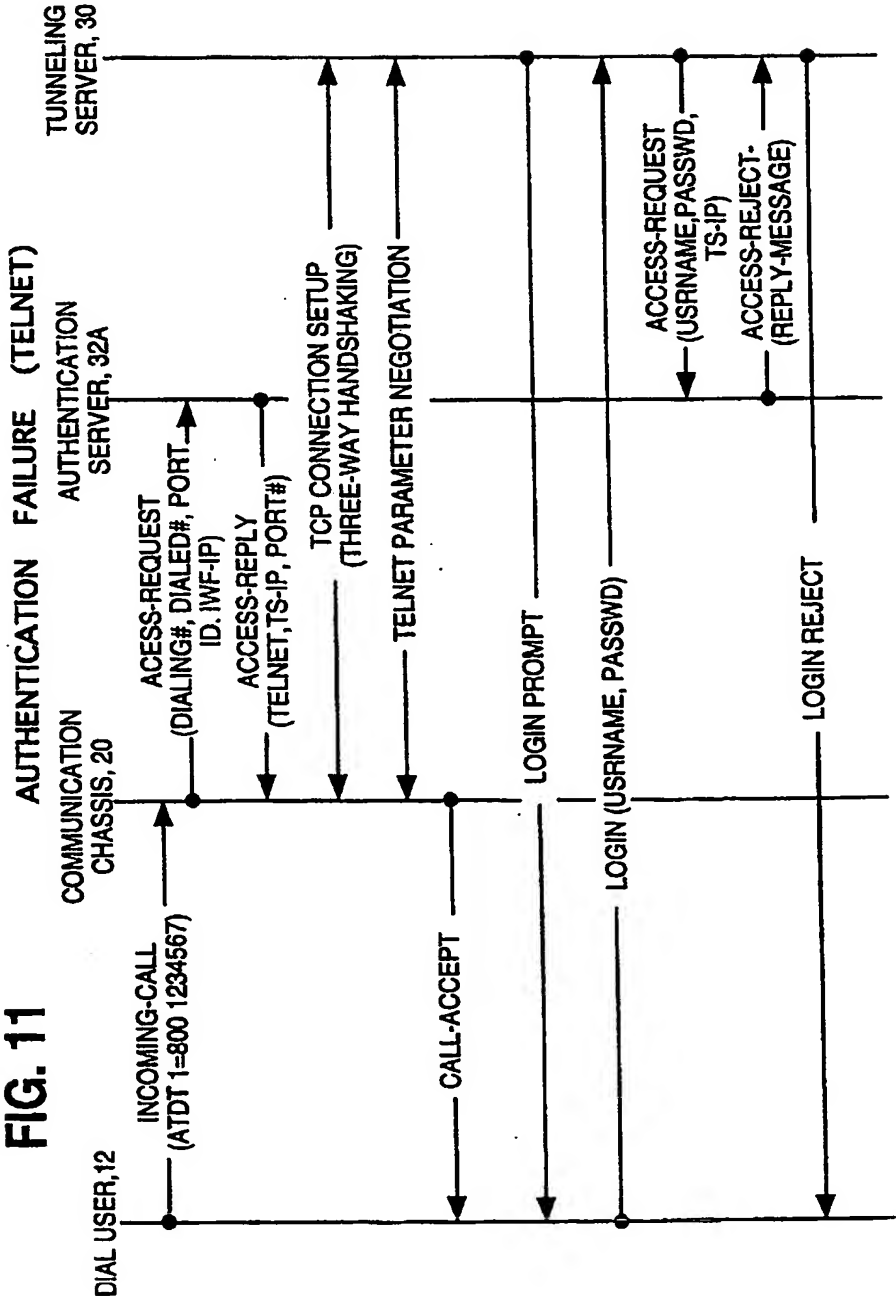 FIG. 11
AUTHENTICATION FAILURE (TELNET)
DIAL USER,12
COMMUNICATION
CHASSIS, 20
AUTHENTICATION
SERVER, 32A
TUNNELING
SERVER, 30
INCOMING-CALL
(ATDT 1=800 1234567)
ACESS-REQUEST
(DIALING#, DIALED#, PORT
ID. IWF-IP)
ACCESS-REPLY
(TELNET,TS-IP, PORT#)
TCP CONNECTION SETUP
(THREE-WAY HANDSHAKING)
TELNET PARAMETER NEGOTIATION
CALL-ACCEPT
LOGIN PROMPT
LOGIN (USRNAME, PASSWD)
ACCESS-REQUEST
(USRNAME,PASSWD,
TS-IP)
ACCESS-REJECT-
(REPLY-MESSAGE)
LOGIN REJECT